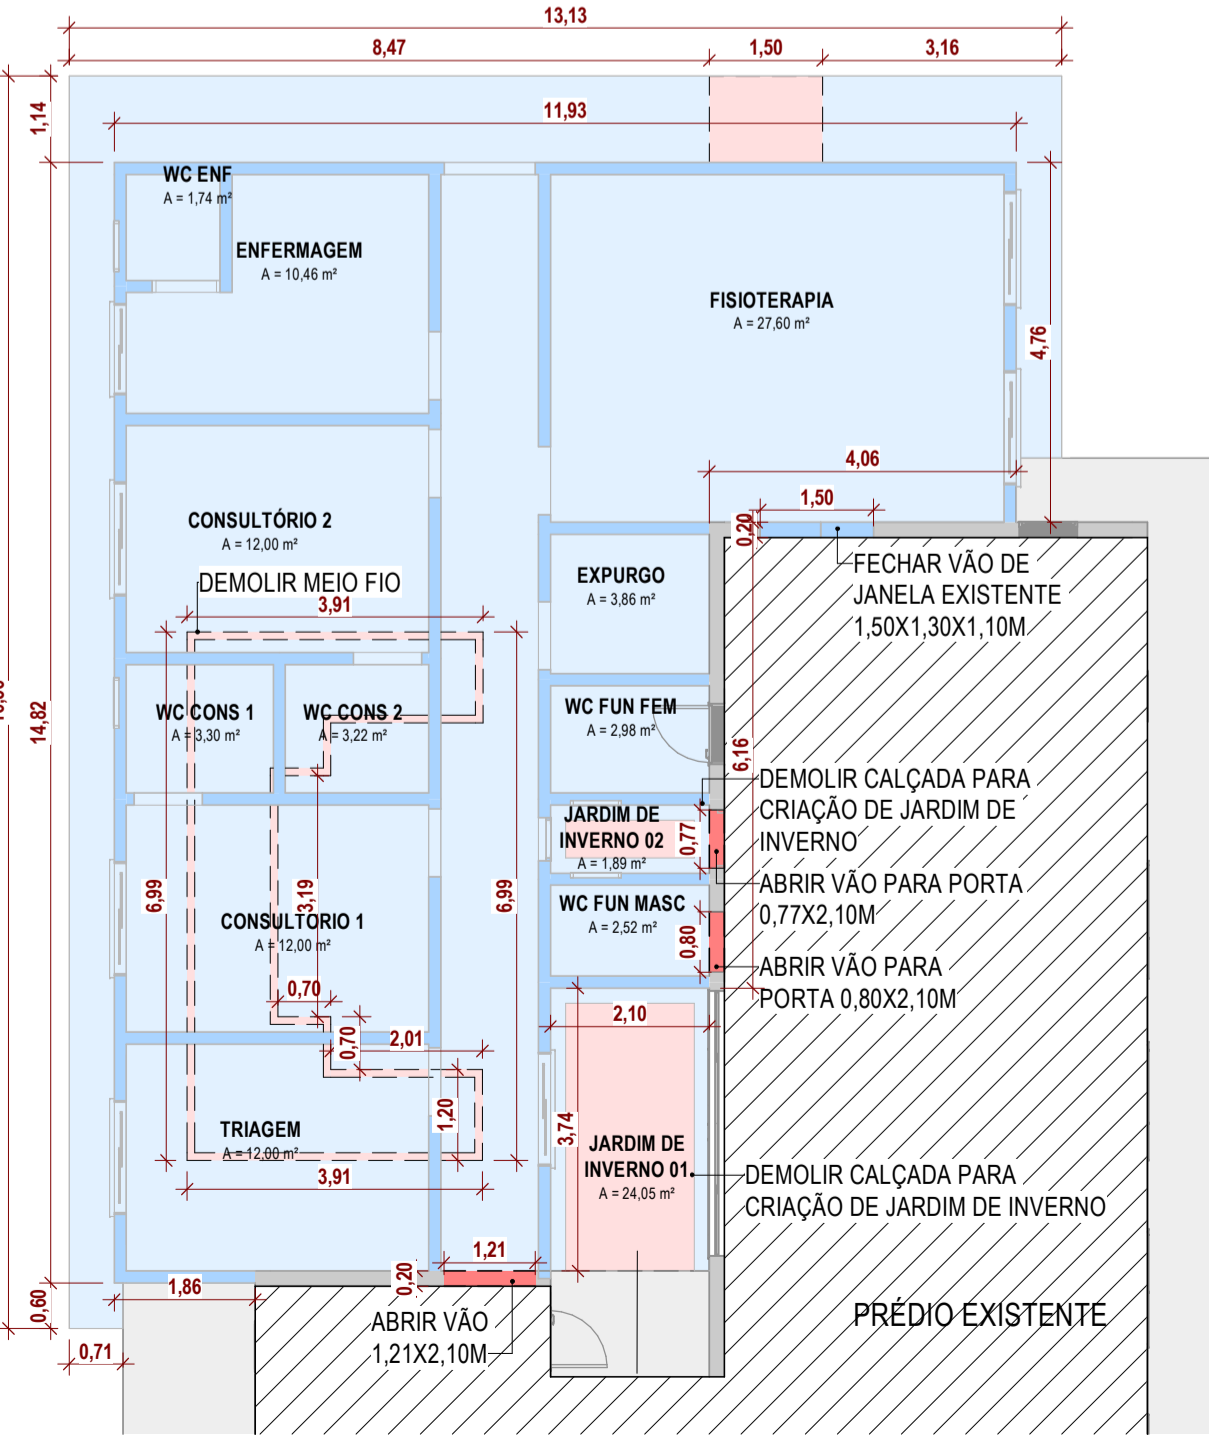 13,13
8,47
1,50
3,16
1,14
11,93
WC ENF
A = 1,74 m²
ENFERMAGEM
A = 10,46 m²
FISIOTERAPIA
A = 27,60 m²
4,76
4,06
1,50
0,20
CONSULTÓRIO 2
A = 12,00 m²
FECHAR VÃO DE
JANELA EXISTENTE
1,50X1,30X1,10M
EXPURGO
A = 3,86 m²
DEMOLIR MEIO FIO
3,91
14,82
WC CONS 1
A = 3,30 m²
WC CONS 2
A = 3,22 m²
WC FUN FEM
A = 2,98 m²
6,16
DEMOLIR CALÇADA PARA
CRIAÇÃO DE JARDIM DE
INVERNO
JARDIM DE
INVERNO 02
A = 1,89 m²
0,77
ABRIR VÃO PARA PORTA
0,77X2,10M
6,99
3,19
6,99
CONSULTÓRIO 1
A = 12,00 m²
WC FUN MASC
A = 2,52 m²
0,80
ABRIR VÃO PARA
PORTA 0,80X2,10M
0,70
0,70
2,01
2,10
1,20
3,74
TRIAGEM
A = 12,00 m²
JARDIM DE
INVERNO 01
A = 24,05 m²
DEMOLIR CALÇADA PARA
CRIAÇÃO DE JARDIM DE INVERNO
3,91
1,21
0,20
1,86
0,60
0,71
ABRIR VÃO
1,21X2,10M
PRÉDIO EXISTENTE